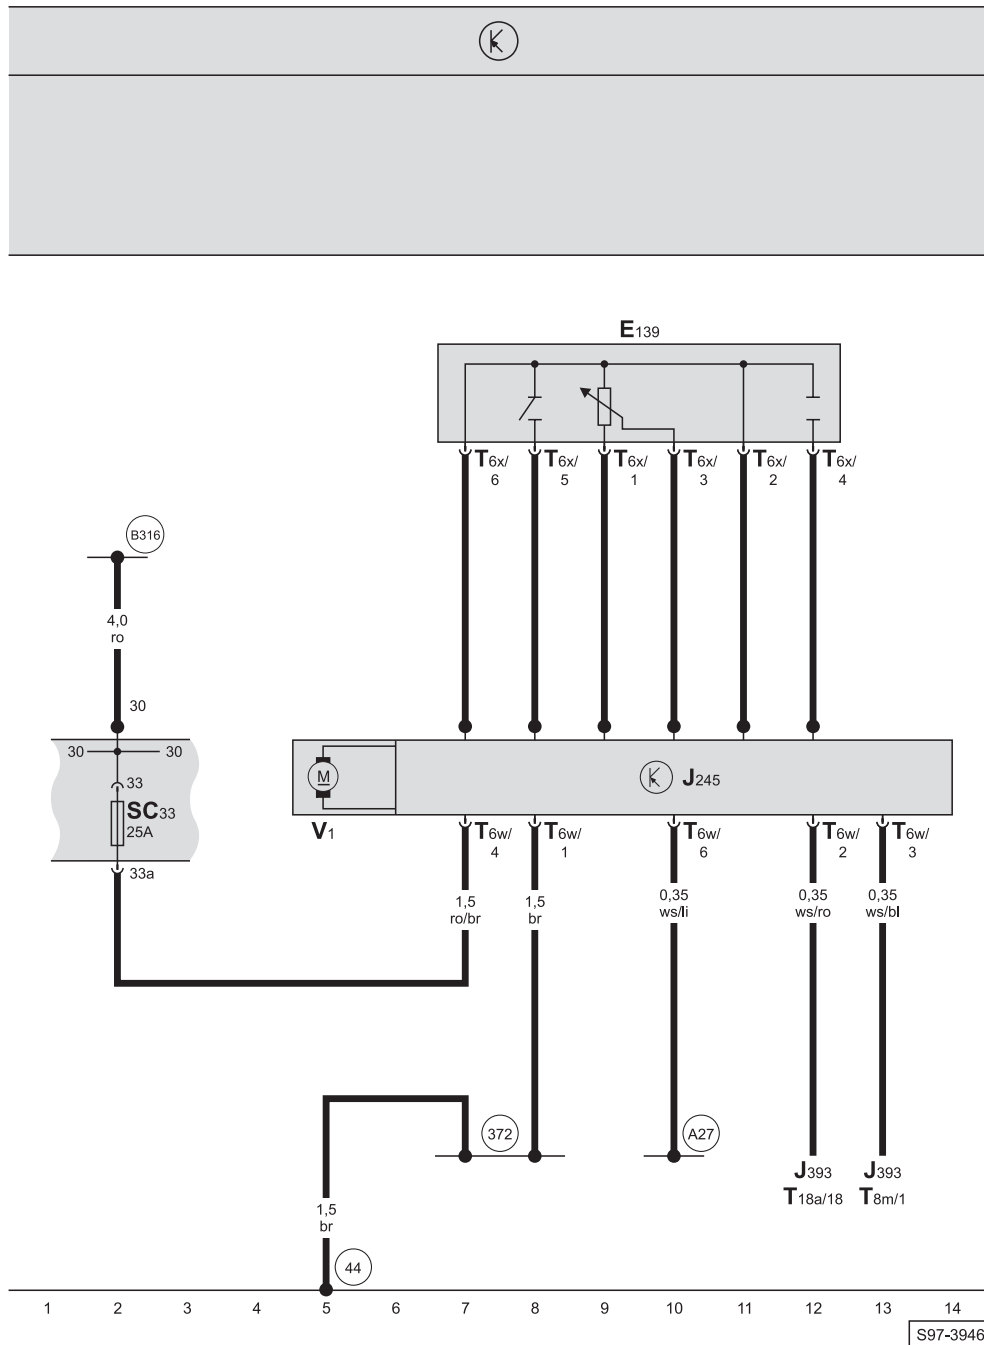 E139
T6x/ T6x/ T6x/ T6x/ T6x/ T6x/
6 5 1 3 2 4
B316
4,0
ro
30
30 30
33
SC33
25A
33a
M
J245
V1
T6w/ T6w/ T6w/ T6w/ T6w/
4 1 6 2 3
1,5 1,5 0,35 0,35 0,35
ro/br br ws/li ws/ro ws/bl
372 A27
J393 J393
T18a/18 T8m/1
1,5
br
44
1 2 3 4 5 6 7 8 9 10 11 12 13 14
S97-3946